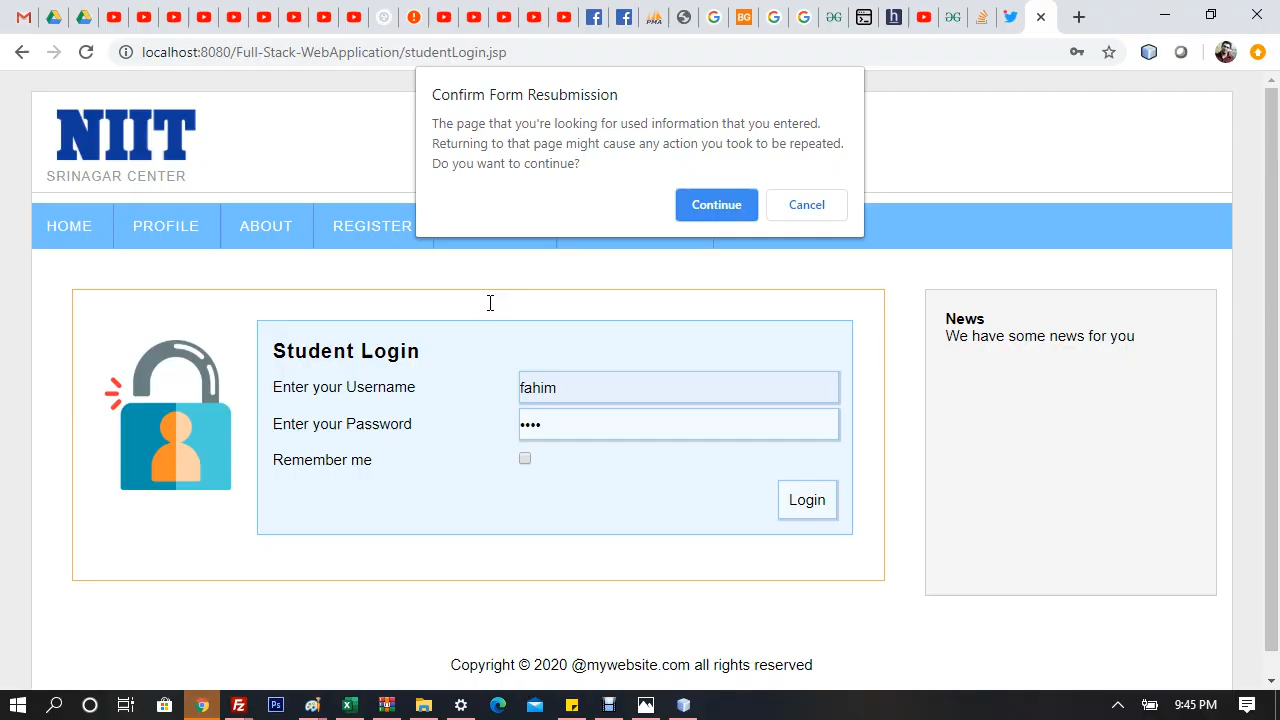 localhost:8080/Full-Stack-WebApplication/studentLogin.jsp
Confirm Form Resubmission
The page that you're looking for used information that you entered.
Returning to that page might cause any action you took to be repeated.
Do you want to continue?
Continue Cancel
NIIT
SRINAGAR CENTER
HOME PROFILE ABOUT REGISTER
Student Login
Enter your Username fahim
Enter your Password ••••
Remember me
Login
News
We have some news for you
Copyright © 2020 @mywebsite.com all rights reserved
9:45 PM